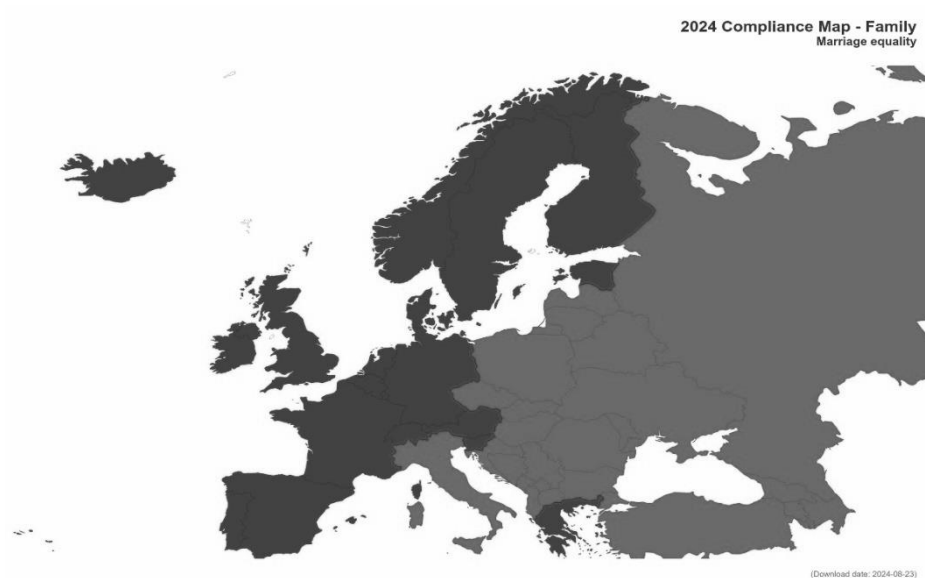 2024 Compliance Map - Family
Marriage equality
(Download date: 2024-08-23)